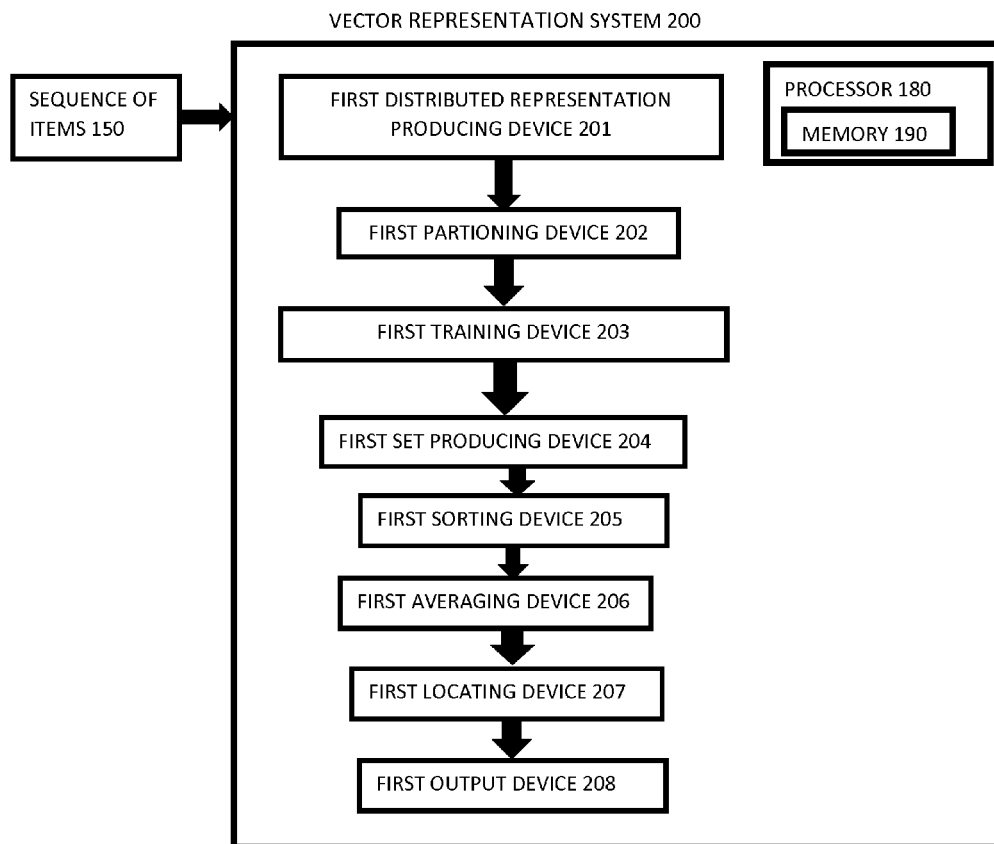 VECTOR REPRESENTATION SYSTEM 200
SEQUENCE OF
ITEMS 150
FIRST DISTRIBUTED REPRESENTATION
PRODUCING DEVICE 201
PROCESSOR 180
MEMORY 190
FIRST PARTIONING DEVICE 202
FIRST TRAINING DEVICE 203
FIRST SET PRODUCING DEVICE 204
FIRST SORTING DEVICE 205
FIRST AVERAGING DEVICE 206
FIRST LOCATING DEVICE 207
FIRST OUTPUT DEVICE 208